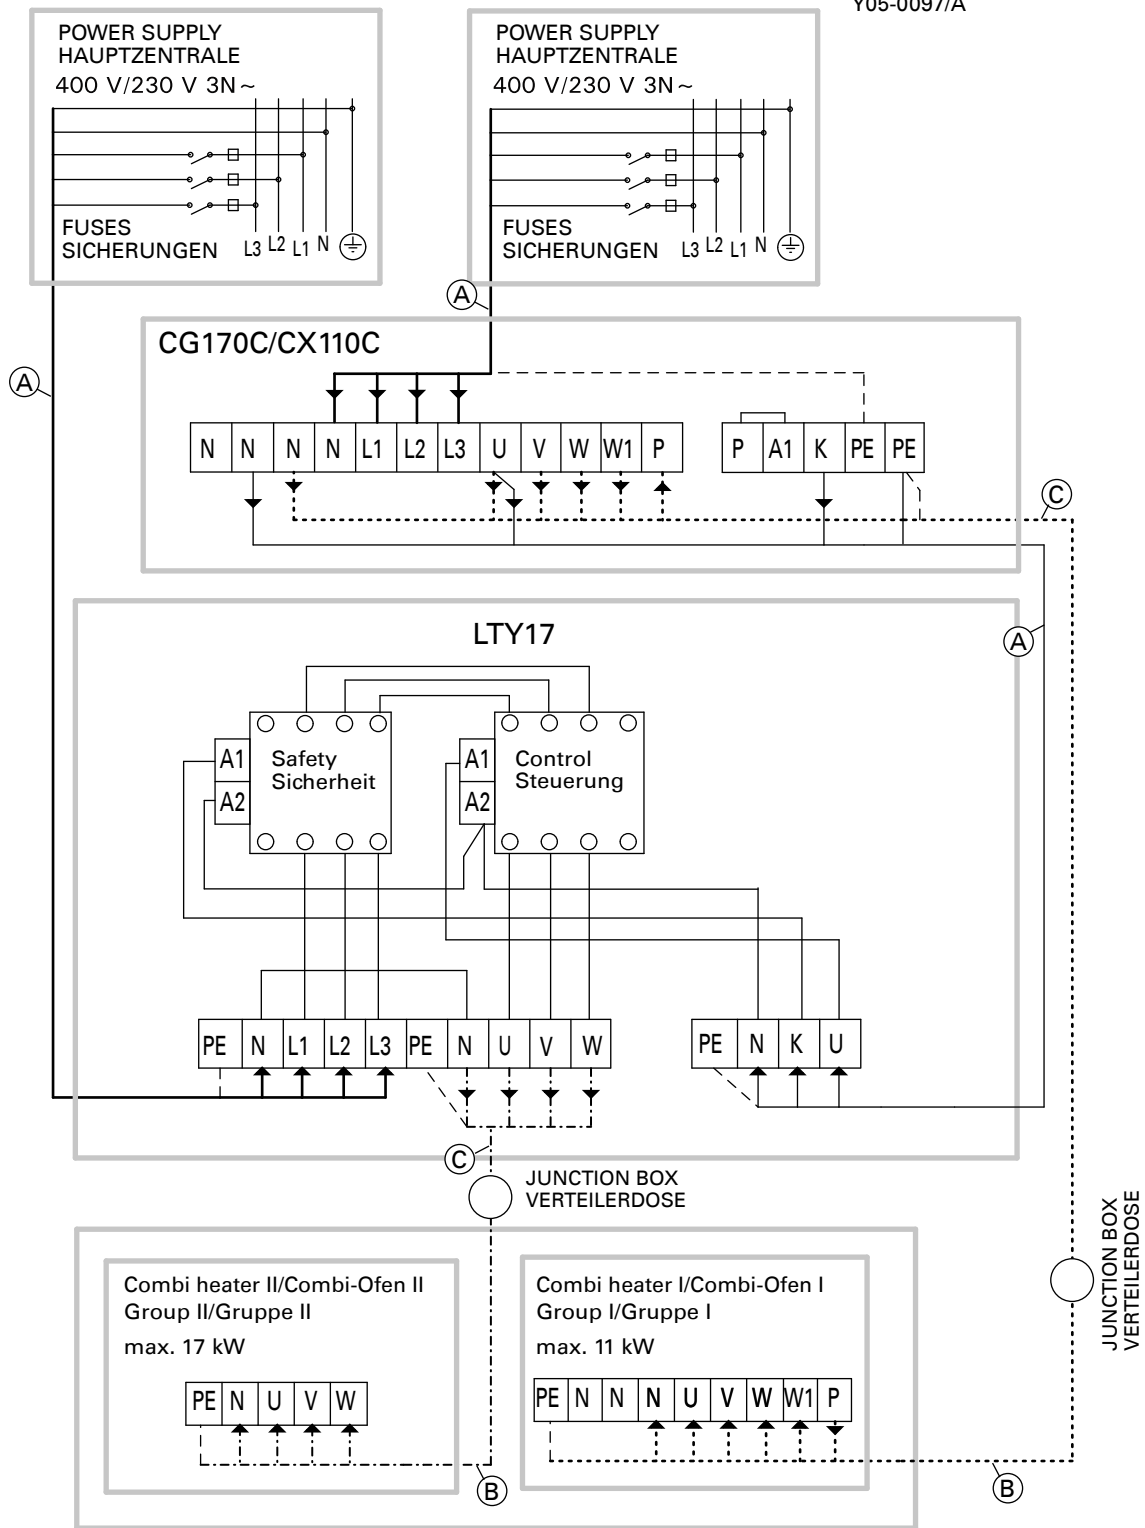 Y05-0097/A
POWER SUPPLY
HAUPTZENTRALE
400 V/230 V 3N~
FUSES
SICHERUNGEN
L3 L2 L1 N
POWER SUPPLY
HAUPTZENTRALE
400 V/230 V 3N~
FUSES
SICHERUNGEN
L3 L2 L1 N
A
A
CG170C/CX110C
N N N N L1 L2 L3 U V W W1 P
P A1 K PE PE
C
LTY17
A
A1
A2
Safety
Sicherheit
A1
A2
Control
Steuerung
PE N L1 L2 L3 PE N U V W
PE N K U
C
JUNCTION BOX
VERTEILERDOSE
JUNCTION BOX
VERTEILERDOSE
Combi heater II/Combi-Ofen II
Group II/Gruppe II
max. 17 kW
PE N U V W
B
Combi heater I/Combi-Ofen I
Group I/Gruppe I
max. 11 kW
PE N N N U V W W1 P
B